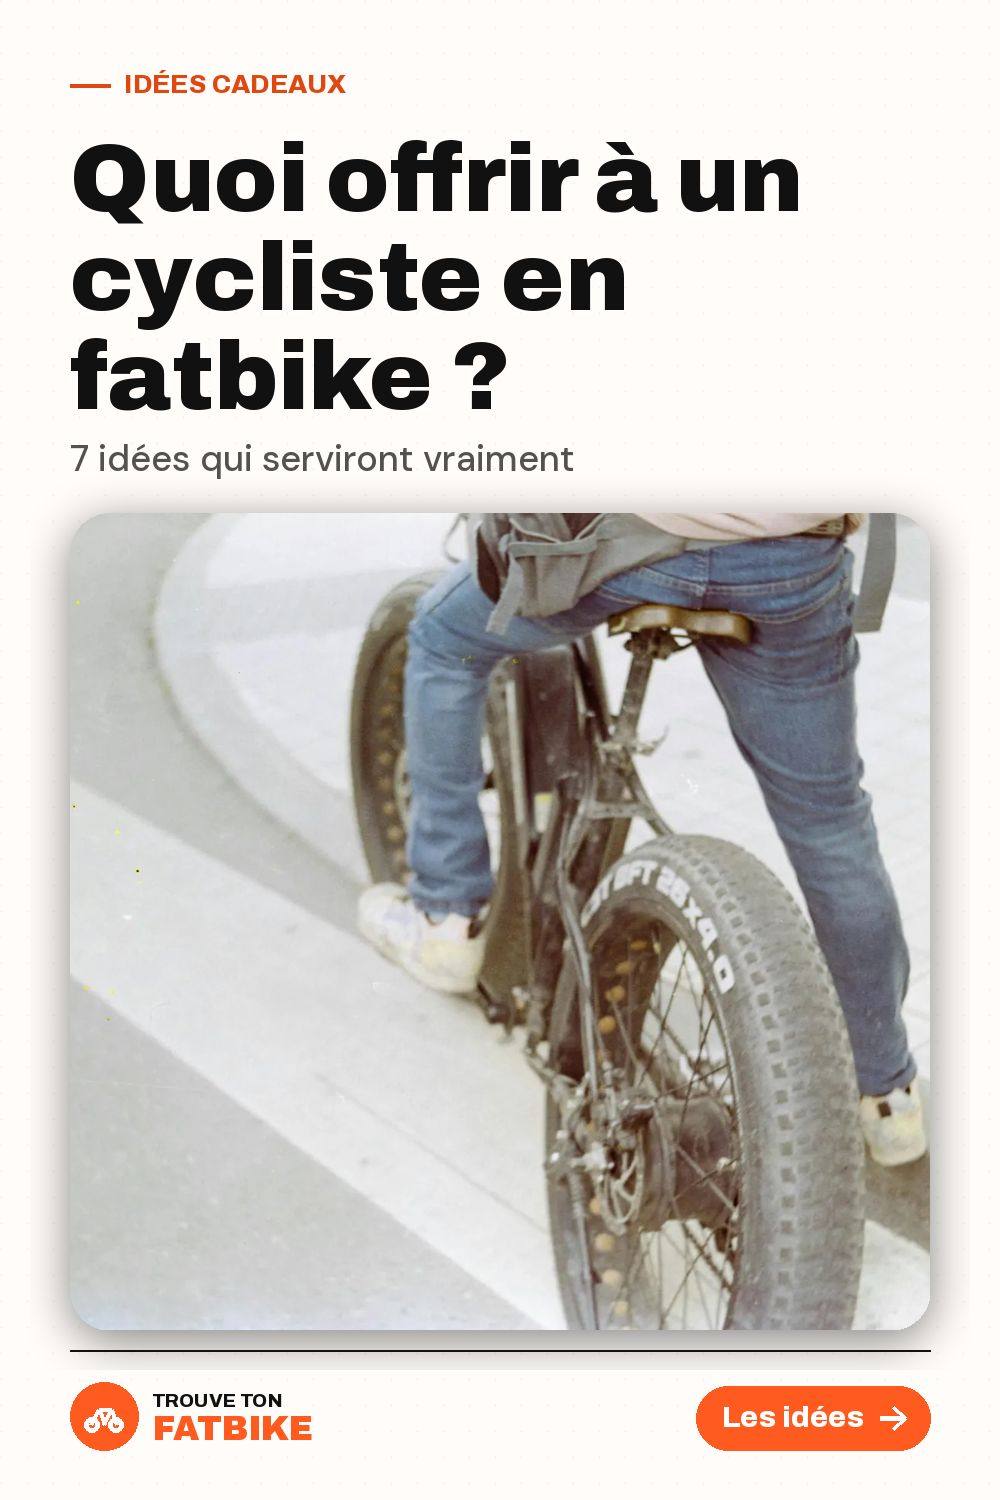 IDÉES CADEAUX
Quoi offrir à un
cycliste en
fatbike ?
7 idées qui serviront vraiment
26x4.0
TROUVE TON
FATBIKE
Les idées